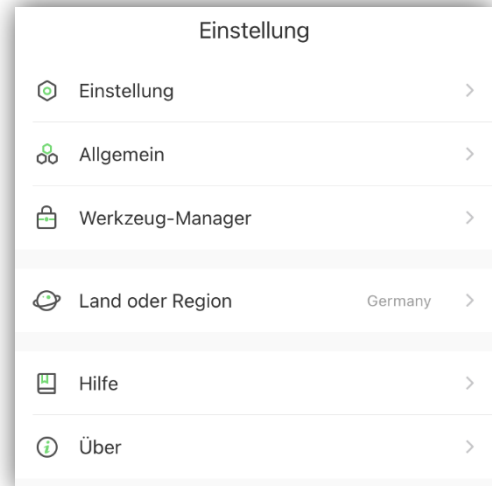 Einstellung
Einstellung
Allgemein
Werkzeug-Manager
Land oder Region Germany
Hilfe
Über